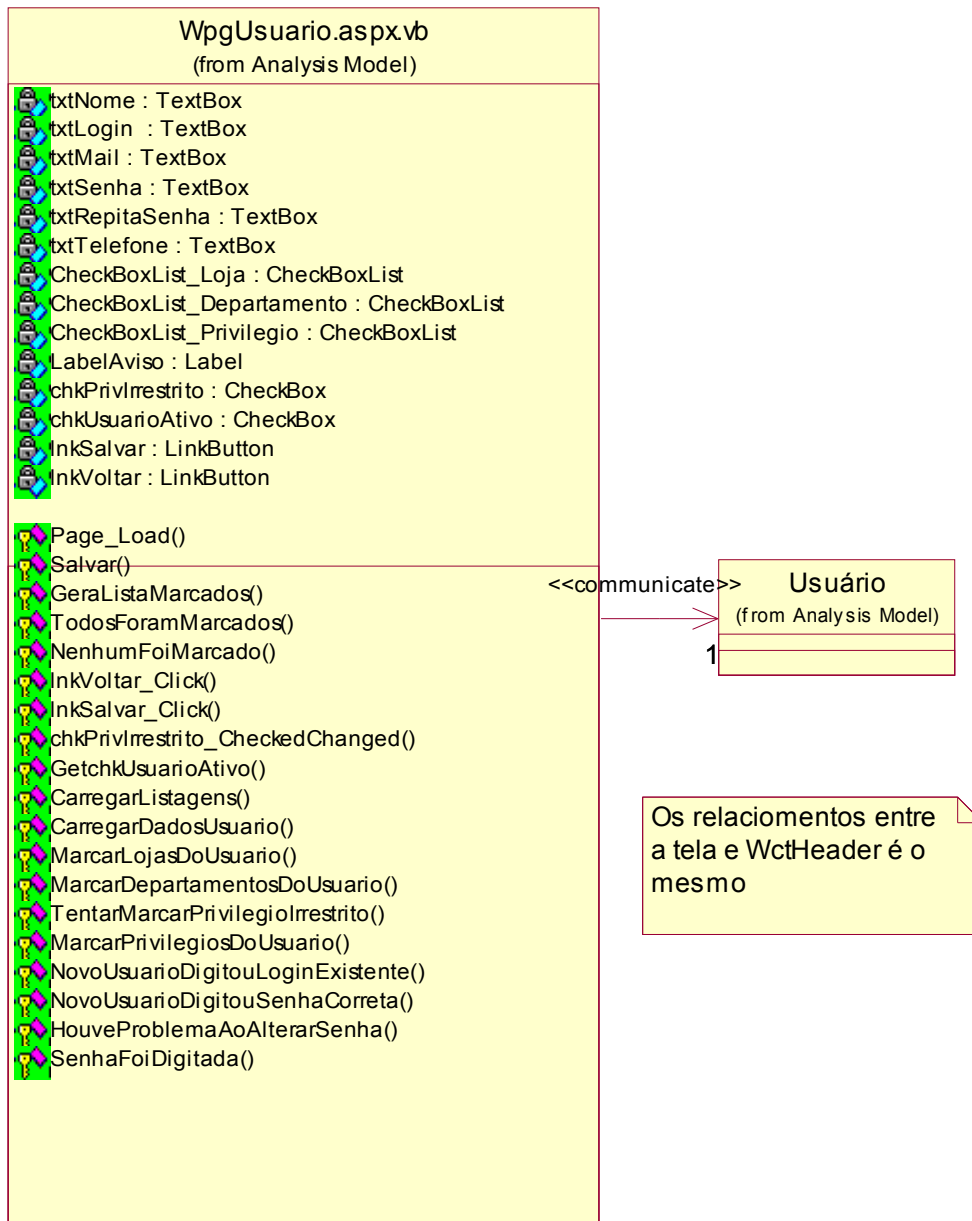 WpgUsuario.aspx.vb
(from Analysis Model)
txtNome : TextBox
txtLogin : TextBox
txtMail : TextBox
txtSenha : TextBox
txtRepitaSenha : TextBox
txtTelefone : TextBox
CheckBoxList_Loja : CheckBoxList
CheckBoxList_Departamento : CheckBoxList
CheckBoxList_Privilegio : CheckBoxList
LabelAviso : Label
chkPrivIrrestrito : CheckBox
chkUsuarioAtivo : CheckBox
lnkSalvar : LinkButton
lnkVoltar : LinkButton
Page_Load()
Salvar()
GeraListaMarcados()
TodosForamMarcados()
NenhumFoiMarcado()
lnkVoltar_Click()
lnkSalvar_Click()
chkPrivIrrestrito_CheckedChanged()
GetchkUsuarioAtivo()
CarregarListagens()
CarregarDadosUsuario()
MarcarLojasDoUsuario()
MarcarDepartamentosDoUsuario()
TentarMarcarPrivilegioIrrestrito()
MarcarPrivilegiosDoUsuario()
NovoUsuarioDigitouLoginExistente()
NovoUsuarioDigitouSenhaCorreta()
HouveProblemaAoAlterarSenha()
SenhaFoiDigitada()
<<communicate>>
1
Usuário
(from Analysis Model)
Os relaciomentos entre
a tela e WctHeader é o
mesmo